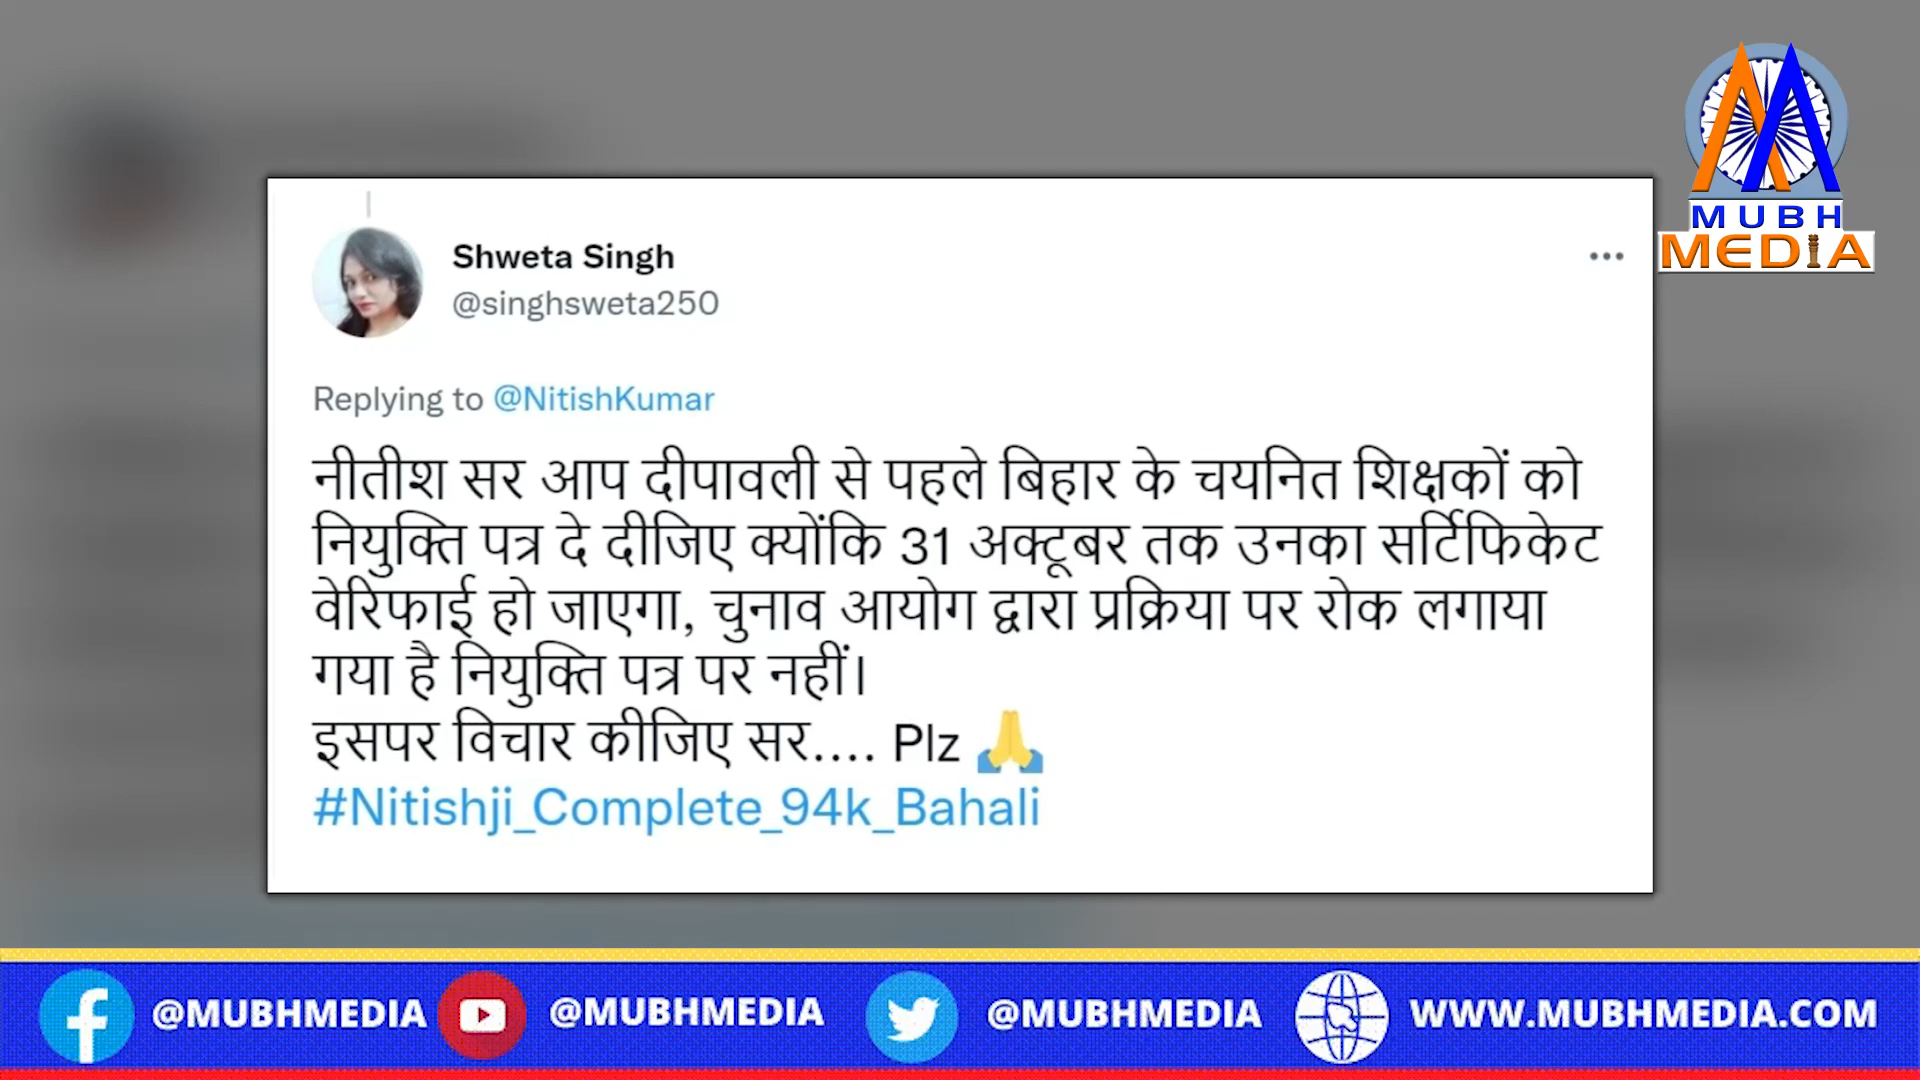 MUBH
MEDIA
Shweta Singh
@singhsweta250
Replying to @NitishKumar
नीतीश सर आप दीपावली से पहले बिहार के चयनित शिक्षकों को
नियुक्ति पत्र दे दीजिए क्योंकि 31 अक्टूबर तक उनका सर्टिफिकेट
वेरिफाई हो जाएगा, चुनाव आयोग द्वारा प्रक्रिया पर रोक लगाया
गया है नियुक्ति पत्र पर नहीं।
इसपर विचार कीजिए सर.... Plz 🙏
#Nitishji_Complete_94k_Bahali
@MUBHMEDIA @MUBHMEDIA @MUBHMEDIA WWW.MUBHMEDIA.COM